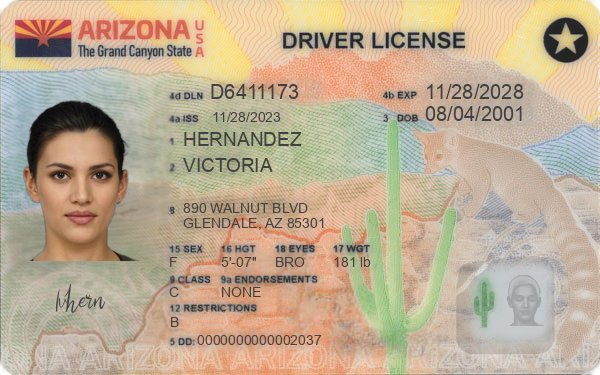 ARIZONA USA
The Grand Canyon State
DRIVER LICENSE
4d DLN D6411173
4b EXP 11/28/2028
4a ISS 11/28/2023
3 DOB 08/04/2001
1 HERNANDEZ
2 VICTORIA
8 890 WALNUT BLVD
GLENDALE, AZ 85301
15 SEX 16 HGT 18 EYES 17 WGT
F 5'-07" BRO 181 lb
9 CLASS 9a ENDORSEMENTS
C NONE
12 RESTRICTIONS
B
5 DD: 0000000000002037
Vhern
ARIZONA ARIZONA ARIZONA ARIZONA